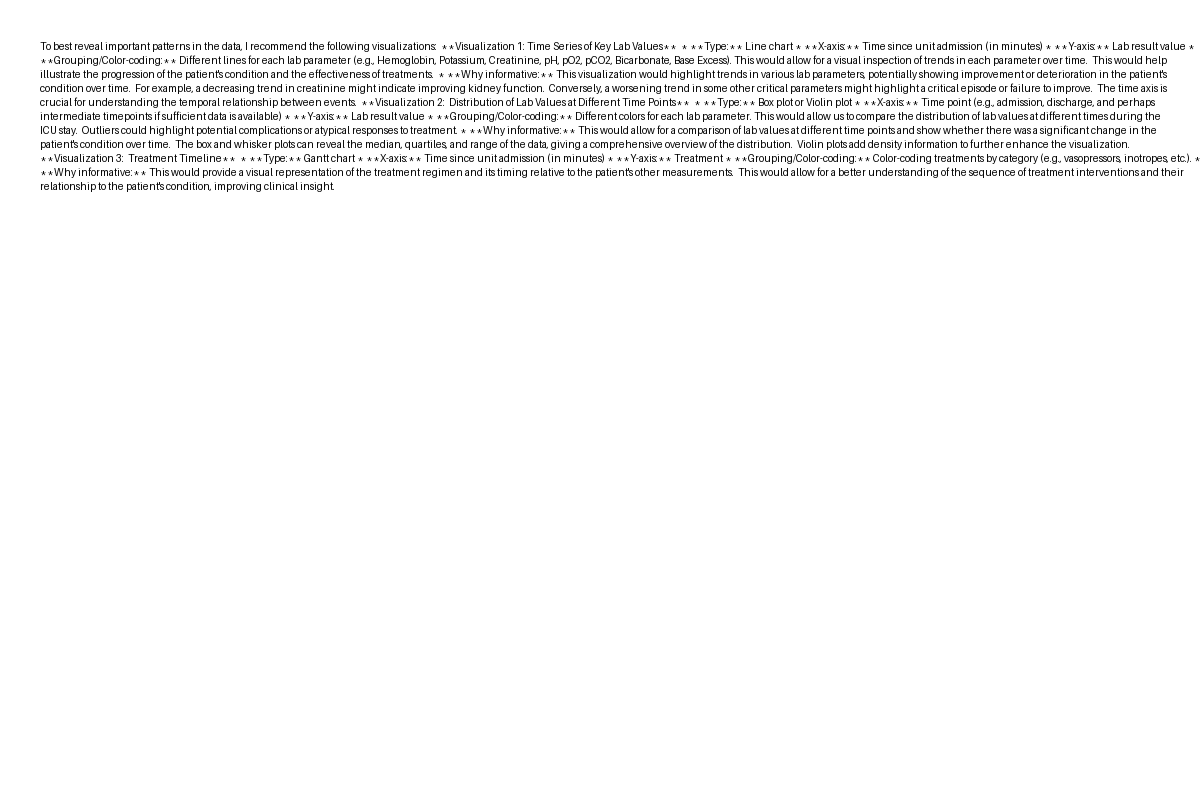 To best reveal important patterns in the data, I recommend the following visualizations:  **Visualization 1: Time Series of Key Lab Values**  * **Type:** Line chart * **X-axis:** Time since unit admission (in minutes) * **Y-axis:** Lab result value *
**Grouping/Color-coding:** Different lines for each lab parameter (e.g., Hemoglobin, Potassium, Creatinine, pH, pO2, pCO2, Bicarbonate, Base Excess). This would allow for a visual inspection of trends in each parameter over time.  This would help
illustrate the progression of the patient's condition and the effectiveness of treatments.  * **Why informative:** This visualization would highlight trends in various lab parameters, potentially showing improvement or deterioration in the patient's
condition over time.  For example, a decreasing trend in creatinine might indicate improving kidney function.  Conversely, a worsening trend in some other critical parameters might highlight a critical episode or failure to improve.  The time axis is
crucial for understanding the temporal relationship between events.  **Visualization 2:  Distribution of Lab Values at Different Time Points**  * **Type:** Box plot or Violin plot * **X-axis:** Time point (e.g., admission, discharge, and perhaps
intermediate timepoints if sufficient data is available) * **Y-axis:** Lab result value * **Grouping/Color-coding:** Different colors for each lab parameter. This would allow us to compare the distribution of lab values at different times during the
ICU stay.  Outliers could highlight potential complications or atypical responses to treatment. * **Why informative:** This would allow for a comparison of lab values at different time points and show whether there was a significant change in the
patient's condition over time.  The box and whisker plots can reveal the median, quartiles, and range of the data, giving a comprehensive overview of the distribution.  Violin plots add density information to further enhance the visualization.
**Visualization 3:  Treatment Timeline**  * **Type:** Gantt chart * **X-axis:** Time since unit admission (in minutes) * **Y-axis:** Treatment * **Grouping/Color-coding:** Color-coding treatments by category (e.g., vasopressors, inotropes, etc.). *
**Why informative:** This would provide a visual representation of the treatment regimen and its timing relative to the patient's other measurements.  This would allow for a better understanding of the sequence of treatment interventions and their
relationship to the patient's condition, improving clinical insight.